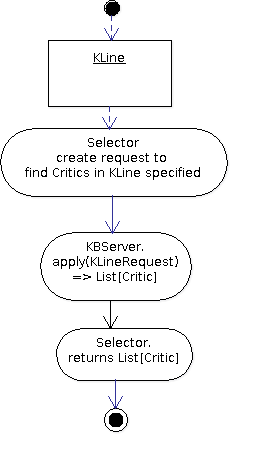 KLine
Selector
create request to
find Critics in KLine specified
KBServer.
apply(KLineRequest)
=> List[Critic]
Selector.
returns List[Critic]